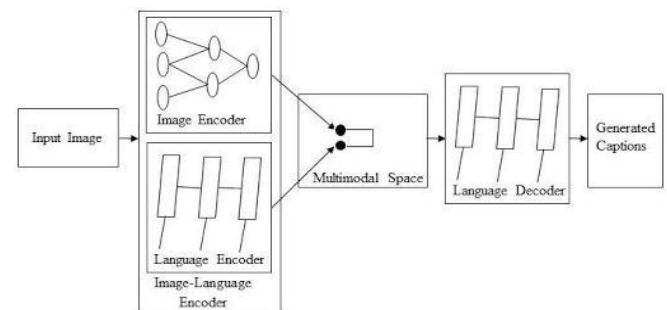 Input Image
Image Encoder
Language Encoder
Image-Language
Encoder
Multimodal Space
Language Decoder
Generated
Captions